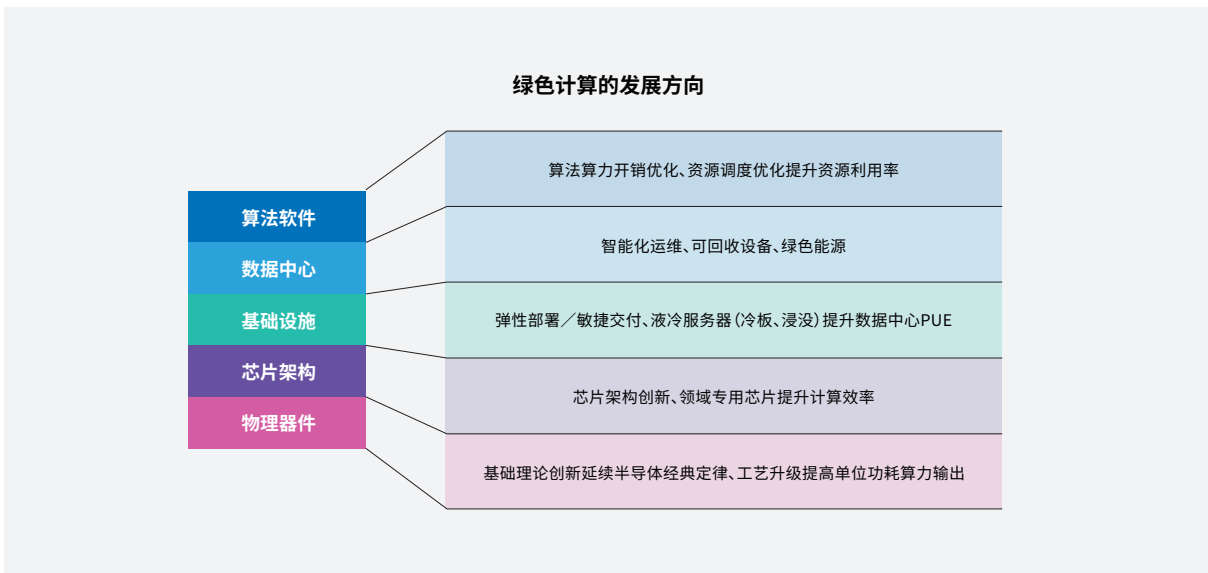 绿色计算的发展方向
算法软件
算法算力开销优化、资源调度优化提升资源利用率
数据中心
智能化运维、可回收设备、绿色能源
基础设施
弹性部署／敏捷交付、液冷服务器（冷板、浸没）提升数据中心PUE
芯片架构
芯片架构创新、领域专用芯片提升计算效率
物理器件
基础理论创新延续半导体经典定律、工艺升级提高单位功耗算力输出